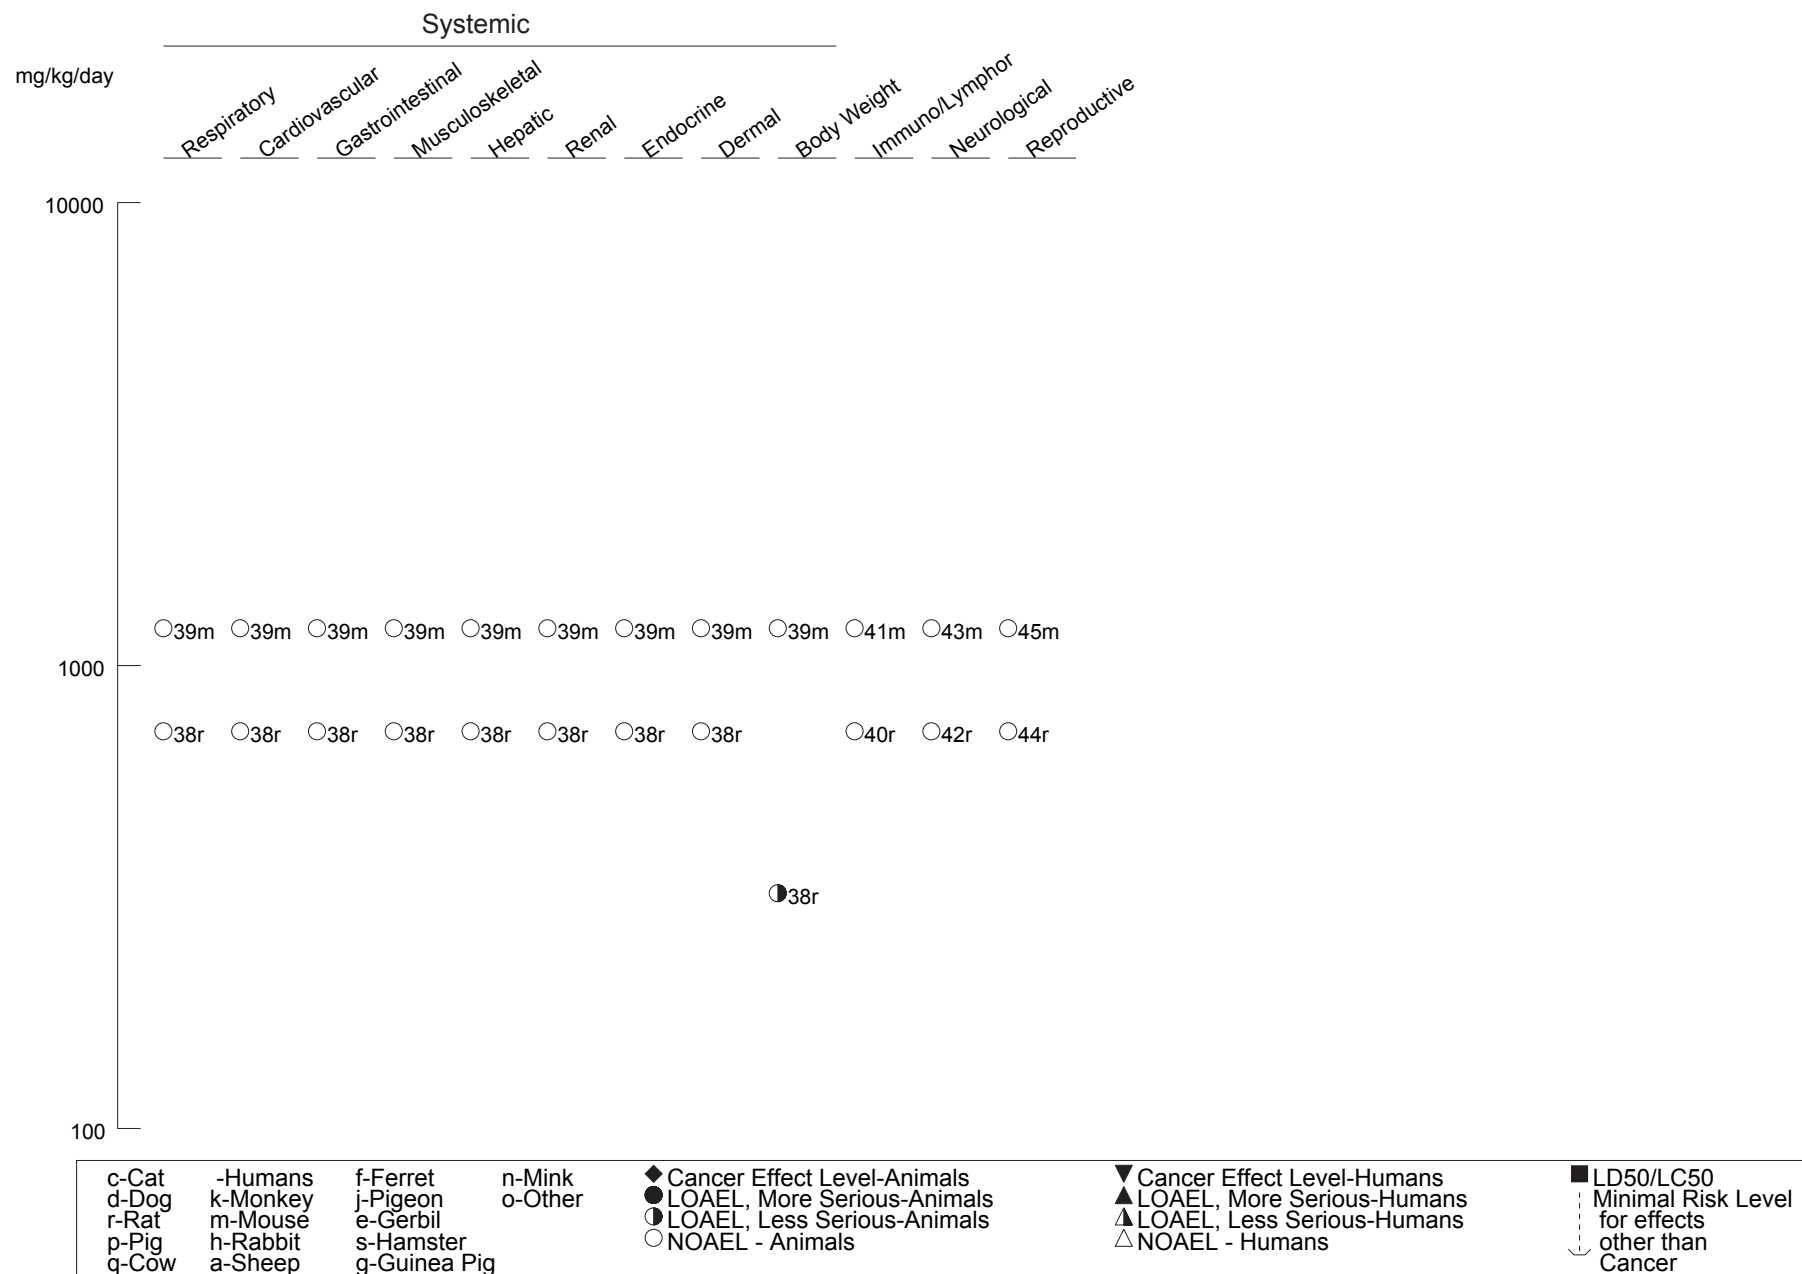 Systemic
mg/kg/day
Respiratory
Cardiovascular
Gastrointestinal
Musculoskeletal
Hepatic
Renal
Endocrine
Dermal
Body Weight
Immuno/Lymphor
Neurological
Reproductive
10000
39m 39m 39m 39m 39m 39m 39m 39m 39m 41m 43m 45m
1000
38r 38r 38r 38r 38r 38r 38r 38r 40r 42r 44r
38r
100
c-Cat -Humans f-Ferret n-Mink Cancer Effect Level-Animals Cancer Effect Level-Humans LD50/LC50
d-Dog k-Monkey j-Pigeon o-Other LOAEL, More Serious-Animals LOAEL, More Serious-Humans Minimal Risk Level
r-Rat m-Mouse e-Gerbil LOAEL, Less Serious-Animals LOAEL, Less Serious-Humans for effects
p-Pig h-Rabbit s-Hamster NOAEL - Animals NOAEL - Humans other than
q-Cow a-Sheep g-Guinea Pig Cancer